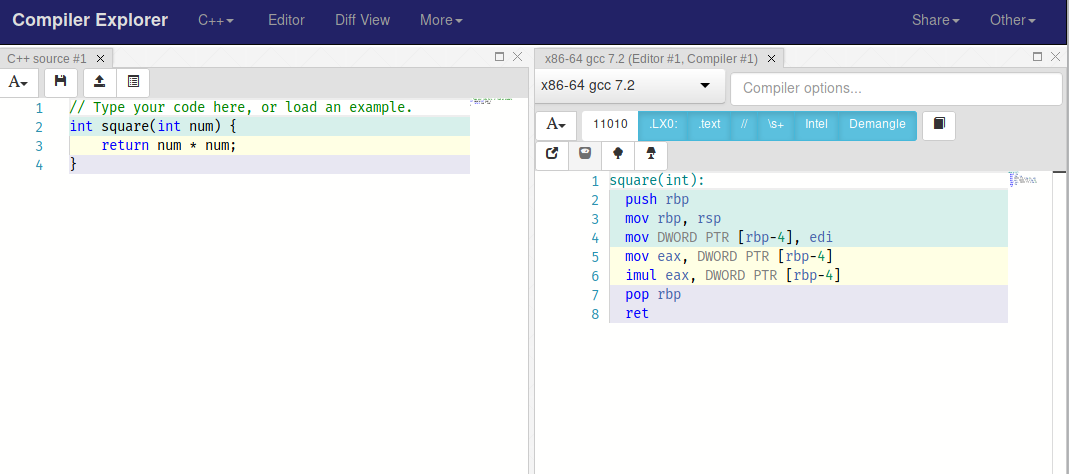 Compiler Explorer C++ Editor Diff View More Share Other
C++ source #1
A
1 // Type your code here, or load an example.
2 int square(int num) {
3 return num * num;
4 }
x86-64 gcc 7.2 (Editor #1, Compiler #1)
x86-64 gcc 7.2 Compiler options...
A 11010 .LX0: .text // \s+ Intel Demangle
1 square(int):
2 push rbp
3 mov rbp, rsp
4 mov DWORD PTR [rbp-4], edi
5 mov eax, DWORD PTR [rbp-4]
6 imul eax, DWORD PTR [rbp-4]
7 pop rbp
8 ret